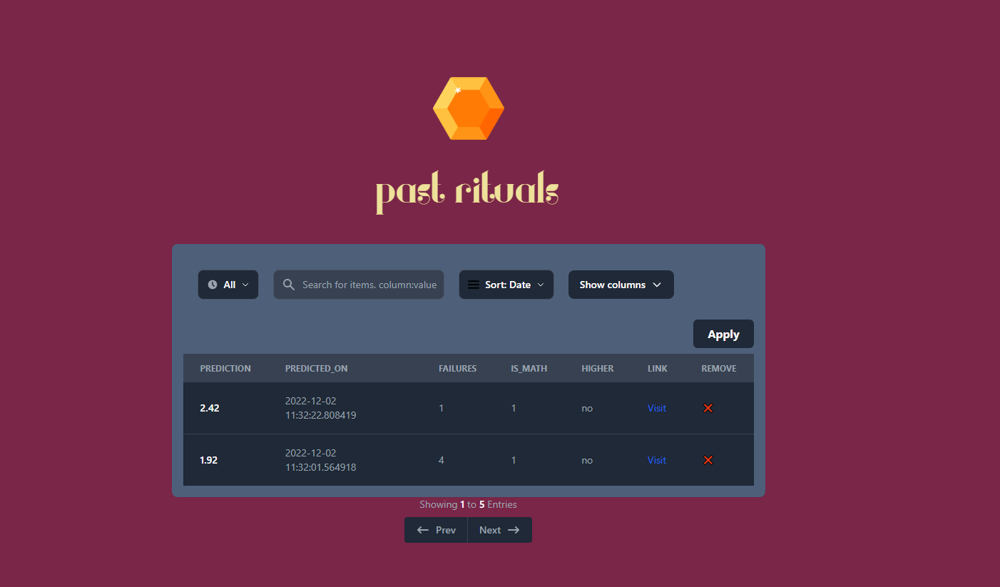 past rituals
All
Search for items. column:value
Sort: Date
Show columns
Apply
PREDICTION PREDICTED_ON FAILURES IS_MATH HIGHER LINK REMOVE
2.42 2022-12-02 11:32:22.808419 1 1 no Visit
1.92 2022-12-02 11:32:01.564918 4 1 no Visit
Showing 1 to 5 Entries
Prev Next